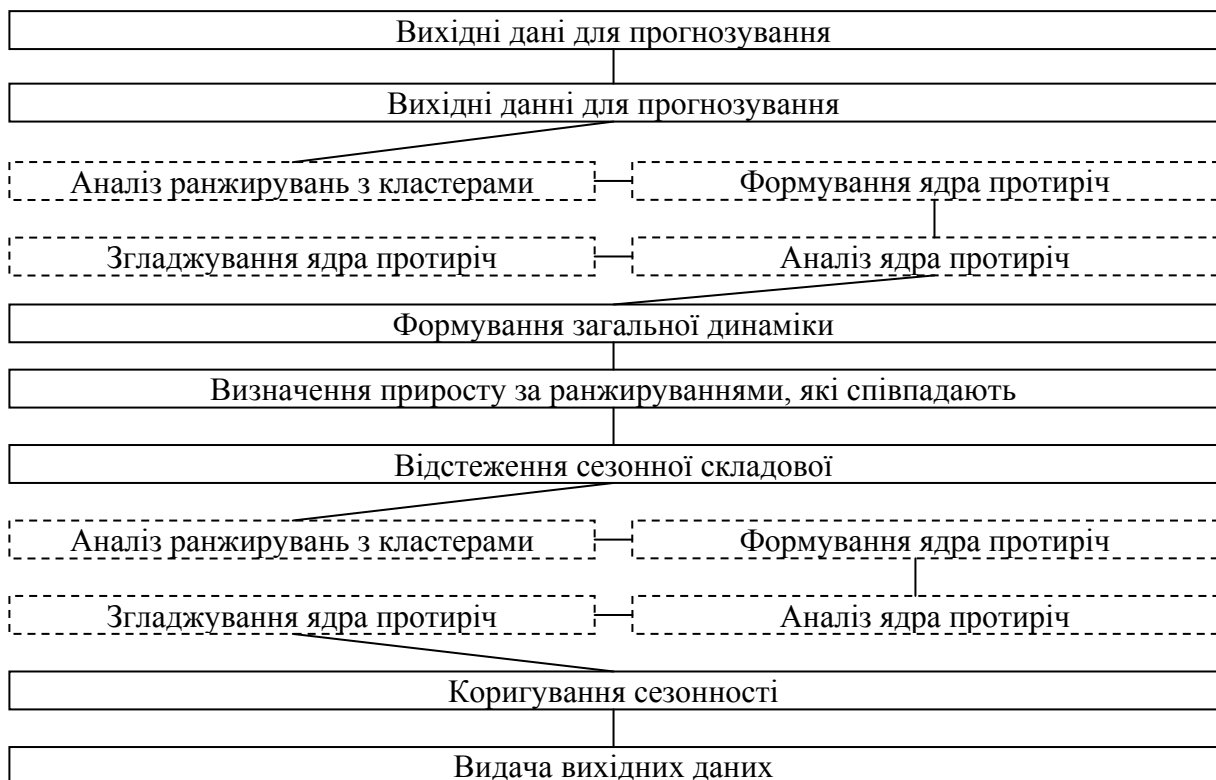 Вихідні дані для прогнозування
Вихідні данні для прогнозування
Аналіз ранжирувань з кластерами
Формування ядра протиріч
Згладжування ядра протиріч
Аналіз ядра протиріч
Формування загальної динаміки
Визначення приросту за ранжируваннями, які співпадають
Відстеження сезонної складової
Аналіз ранжирувань з кластерами
Формування ядра протиріч
Згладжування ядра протиріч
Аналіз ядра протиріч
Коригування сезонності
Видача вихідних даних